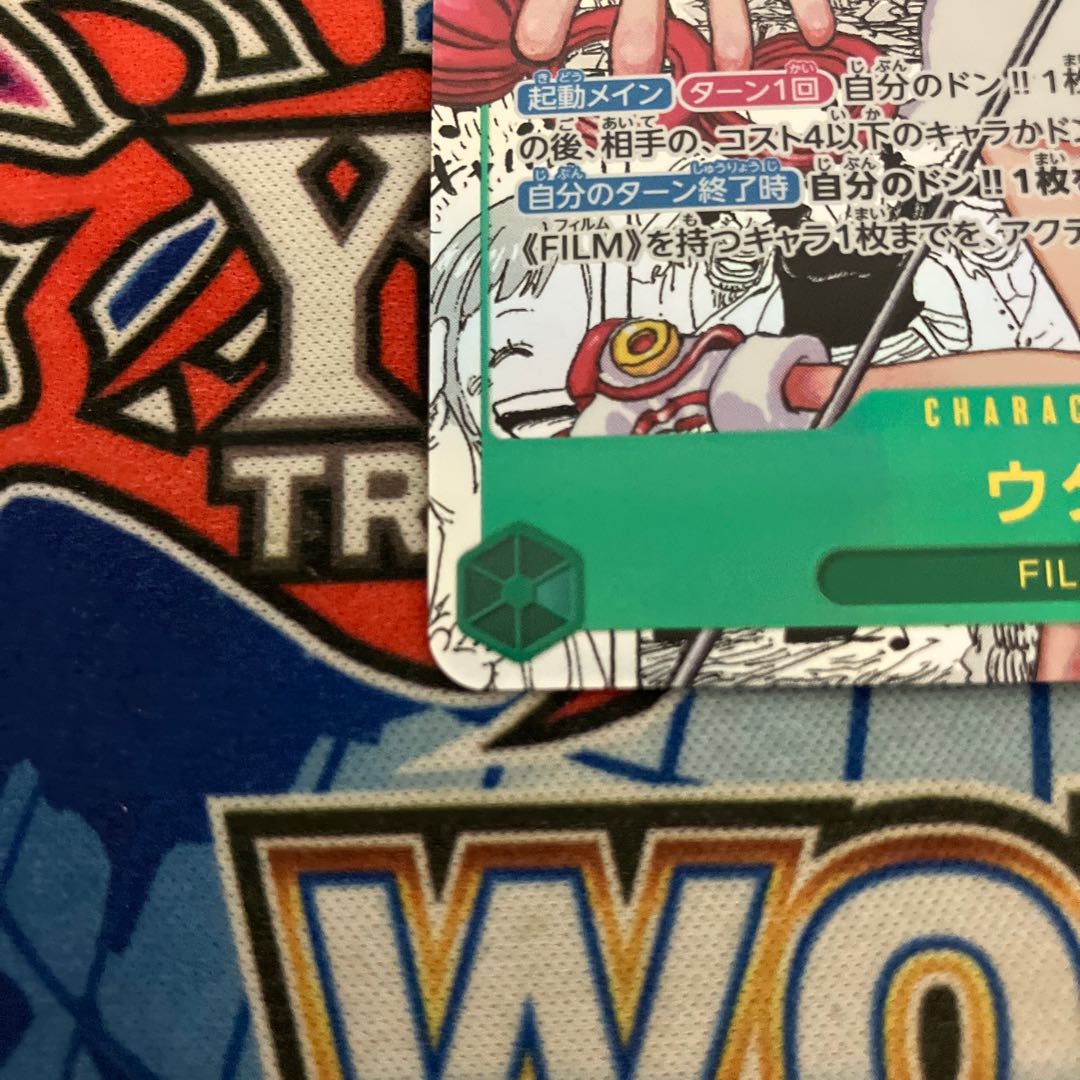 起動メイン ターン1回 自分のドン!! 1枚
の後、相手の、コスト4以下のキャラかドン
自分のターン終了時 自分のドン!! 1枚を
《FILM》を持つキャラ1枚までを、アクテ
CHARAC
ウタ
FIL
Y
TR
WO